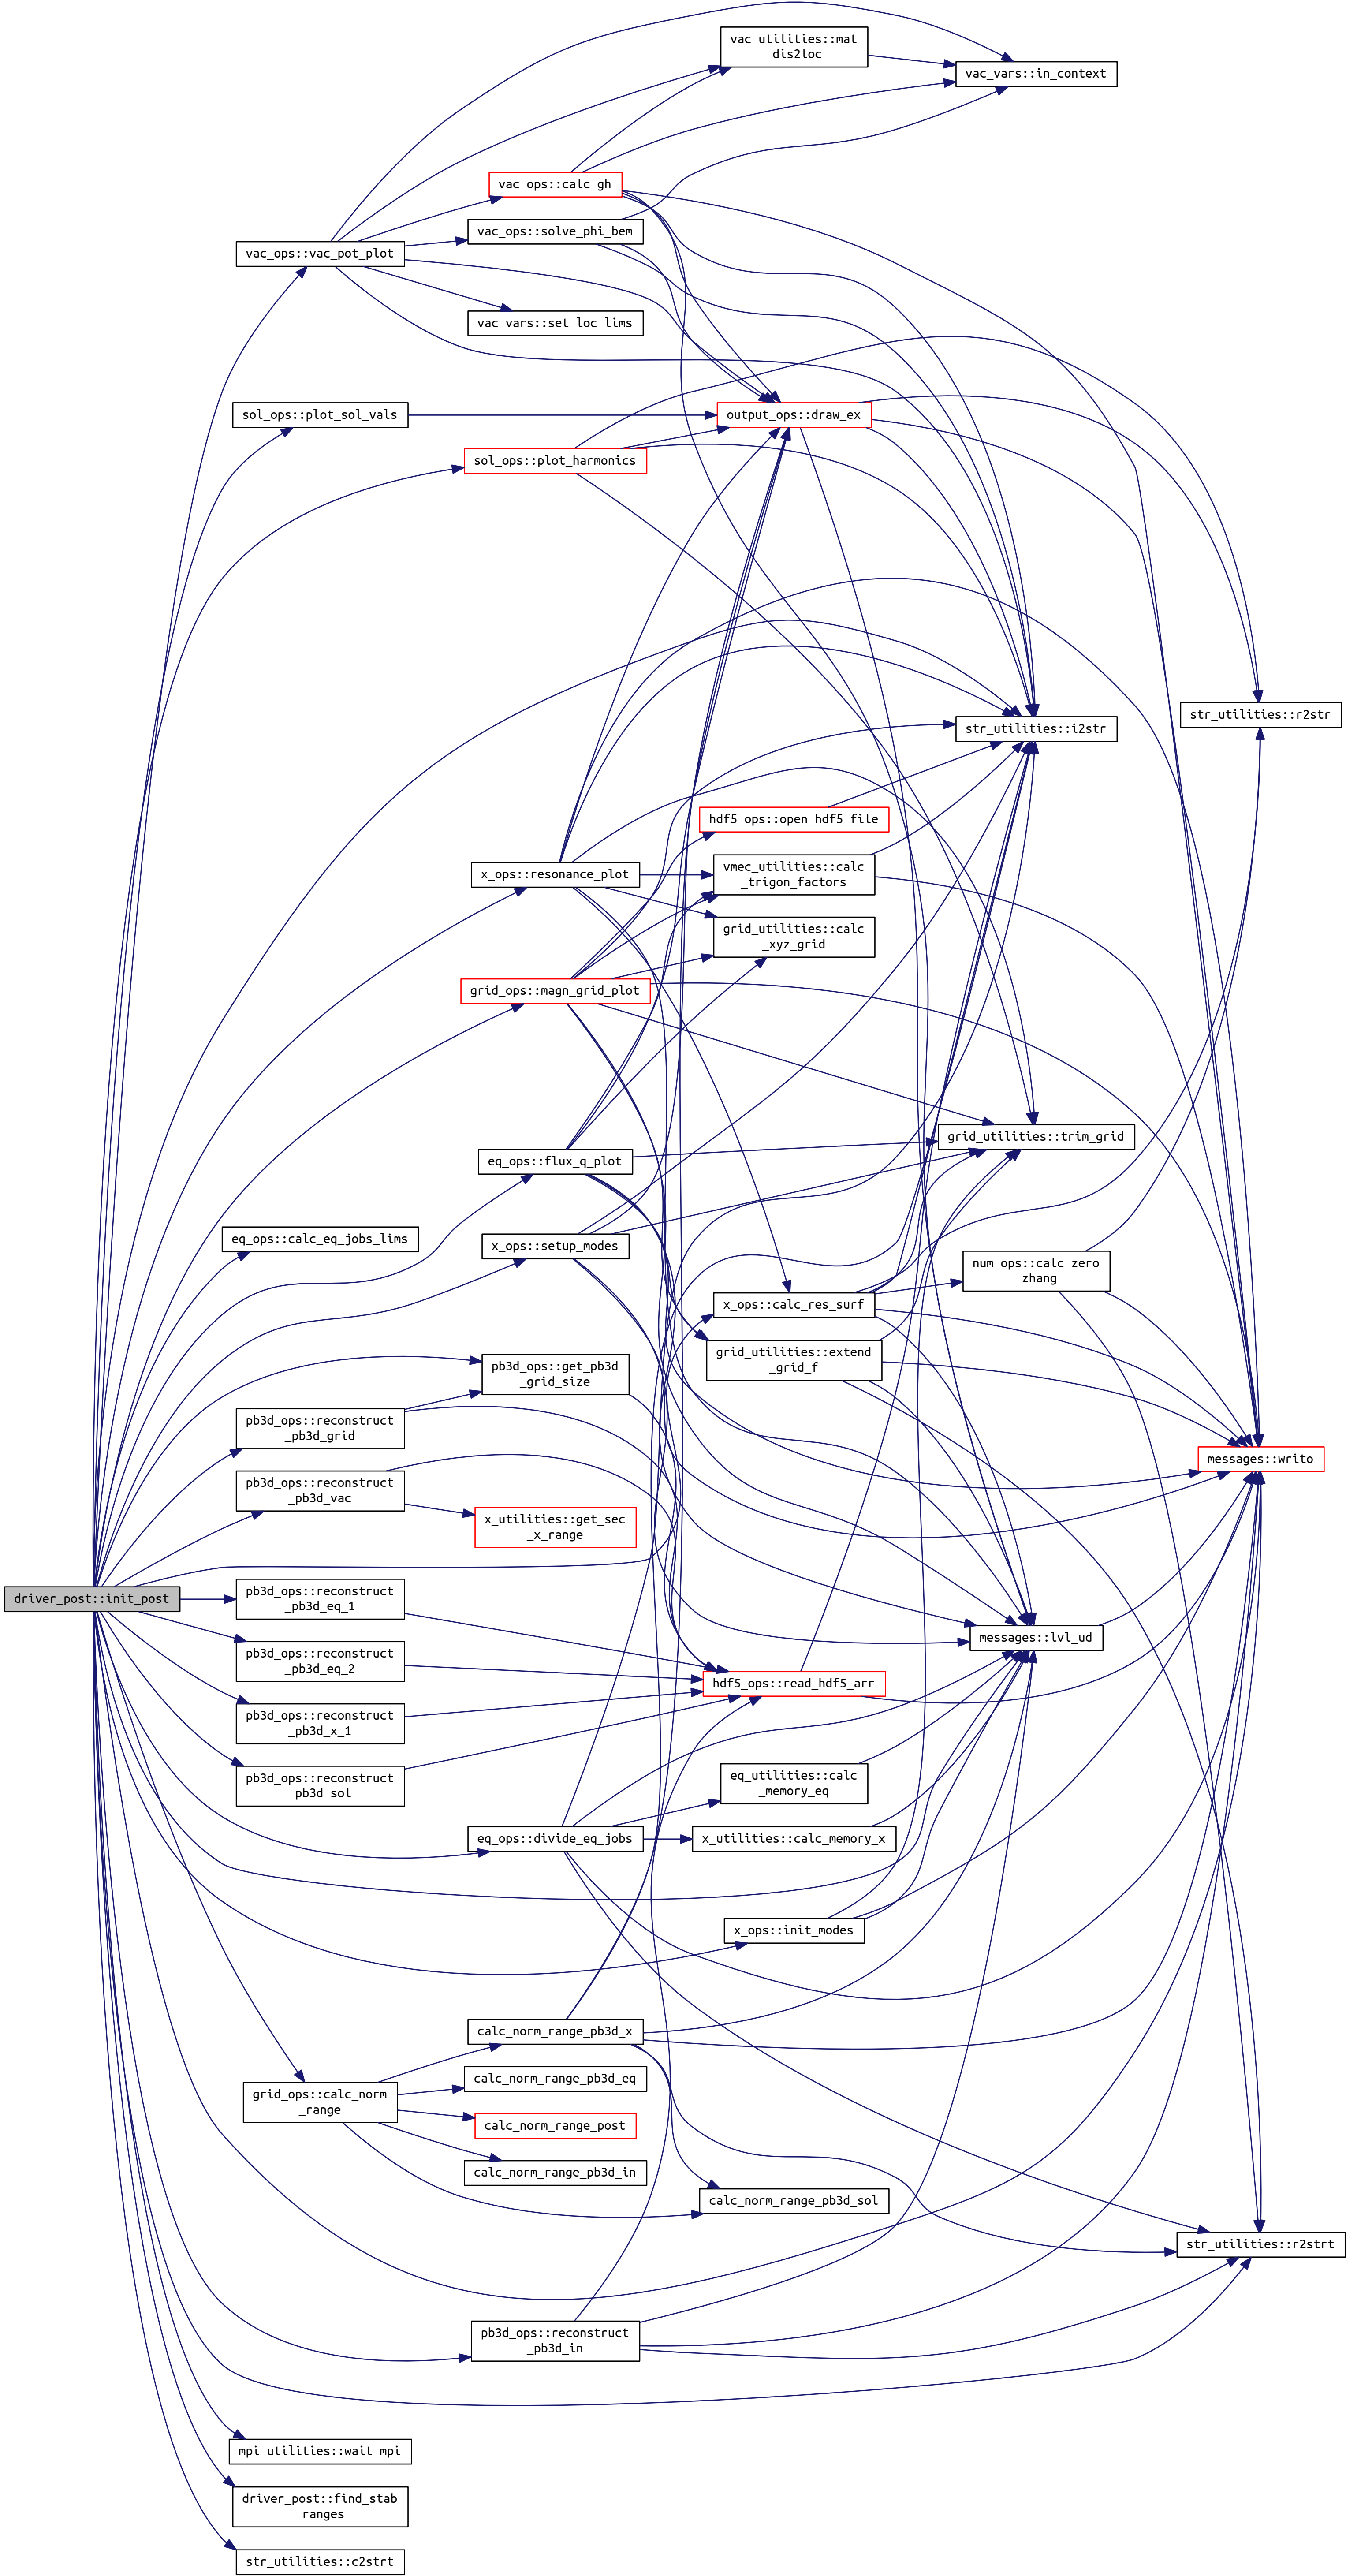 vac_utilities::mat
_dis2loc
vac_vars::in_context
vac_ops::calc_gh
vac_ops::solve_phi_bem
vac_ops::vac_pot_plot
vac_vars::set_loc_lims
sol_ops::plot_sol_vals
output_ops::draw_ex
sol_ops::plot_harmonics
str_utilities::r2str
str_utilities::i2str
hdf5_ops::open_hdf5_file
x_ops::resonance_plot
vmec_utilities::calc
_trigon_factors
grid_utilities::calc
_xyz_grid
grid_ops::magn_grid_plot
grid_utilities::trim_grid
eq_ops::flux_q_plot
eq_ops::calc_eq_jobs_lims
x_ops::setup_modes
num_ops::calc_zero
_zhang
x_ops::calc_res_surf
grid_utilities::extend
_grid_f
pb3d_ops::get_pb3d
_grid_size
pb3d_ops::reconstruct
_pb3d_grid
messages::writo
pb3d_ops::reconstruct
_pb3d_vac
x_utilities::get_sec
_x_range
driver_post::init_post
pb3d_ops::reconstruct
_pb3d_eq_1
messages::lvl_ud
pb3d_ops::reconstruct
_pb3d_eq_2
hdf5_ops::read_hdf5_arr
pb3d_ops::reconstruct
_pb3d_x_1
pb3d_ops::reconstruct
_pb3d_sol
eq_utilities::calc
_memory_eq
eq_ops::divide_eq_jobs
x_utilities::calc_memory_x
x_ops::init_modes
calc_norm_range_pb3d_x
grid_ops::calc_norm
_range
calc_norm_range_pb3d_eq
calc_norm_range_post
calc_norm_range_pb3d_in
calc_norm_range_pb3d_sol
str_utilities::r2strt
pb3d_ops::reconstruct
_pb3d_in
mpi_utilities::wait_mpi
driver_post::find_stab
_ranges
str_utilities::c2strt